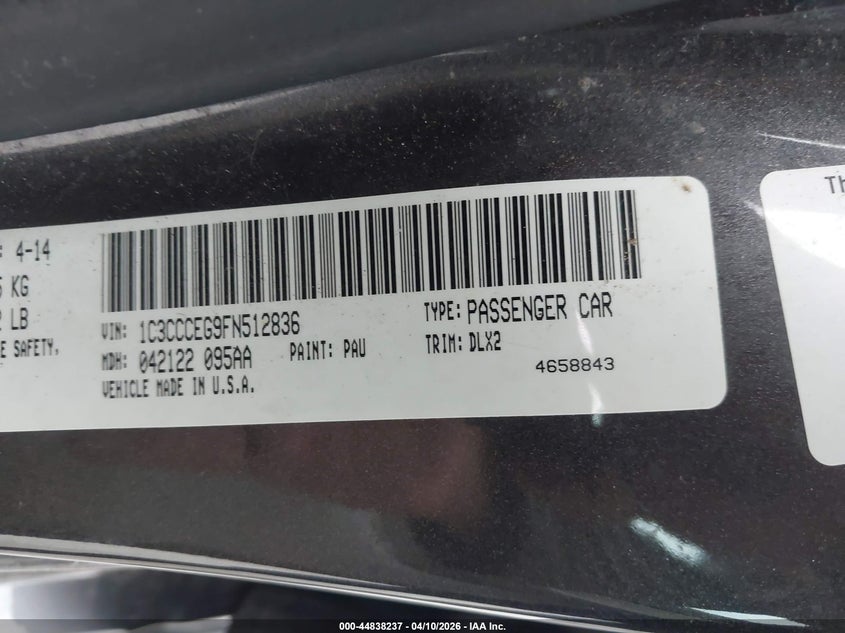 : 4-14
KG
LB
E SAFETY,
VIN: 1C3CCCEG9FN512836
TYPE: PASSENGER CAR
MDH: 042122 095AA
PAINT: PAU
TRIM: DLX2
VEHICLE MADE IN U.S.A.
4658843
Th
000-44838237 - 04/10/2026 - IAA Inc.